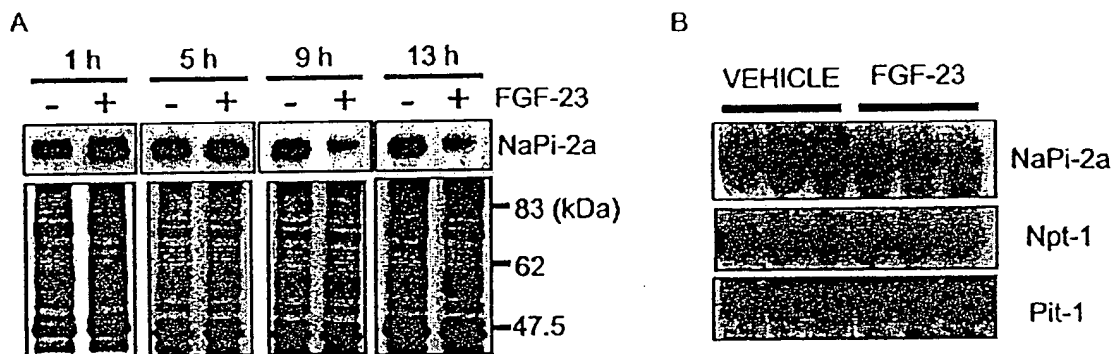 A
1 h 5 h 9 h 13 h
- + - + - + - + FGF-23
NaPi-2a
83 (kDa)
62
47.5
B
VEHICLE FGF-23
NaPi-2a
Npt-1
Pit-1